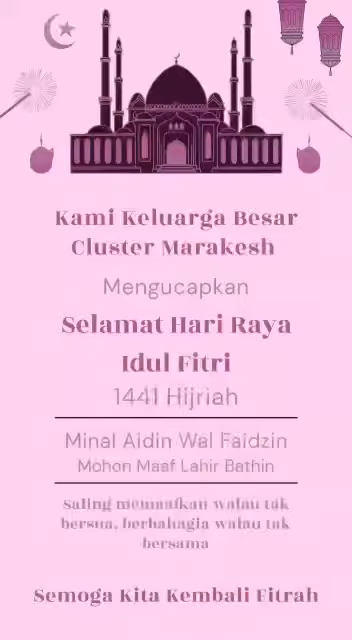 Kami Keluarga Besar
Cluster Marakesh
Mengucapkan
Selamat Hari Raya
Idul Fitri
1441 Hijriah
Minal Aidin Wal Faidzin
Mohon Maaf Lahir Bathin
Saling memaafkan walau tak
bersua, berbahagia walau tak
bersama
Semoga Kita Kembali Fitrah